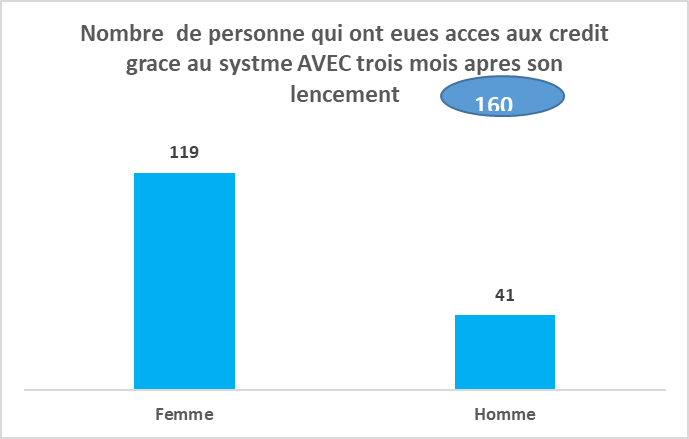 Nombre  de personne qui ont eues acces aux credit
grace au systme AVEC trois mois apres son
lencement
160
119
41
Femme
Homme